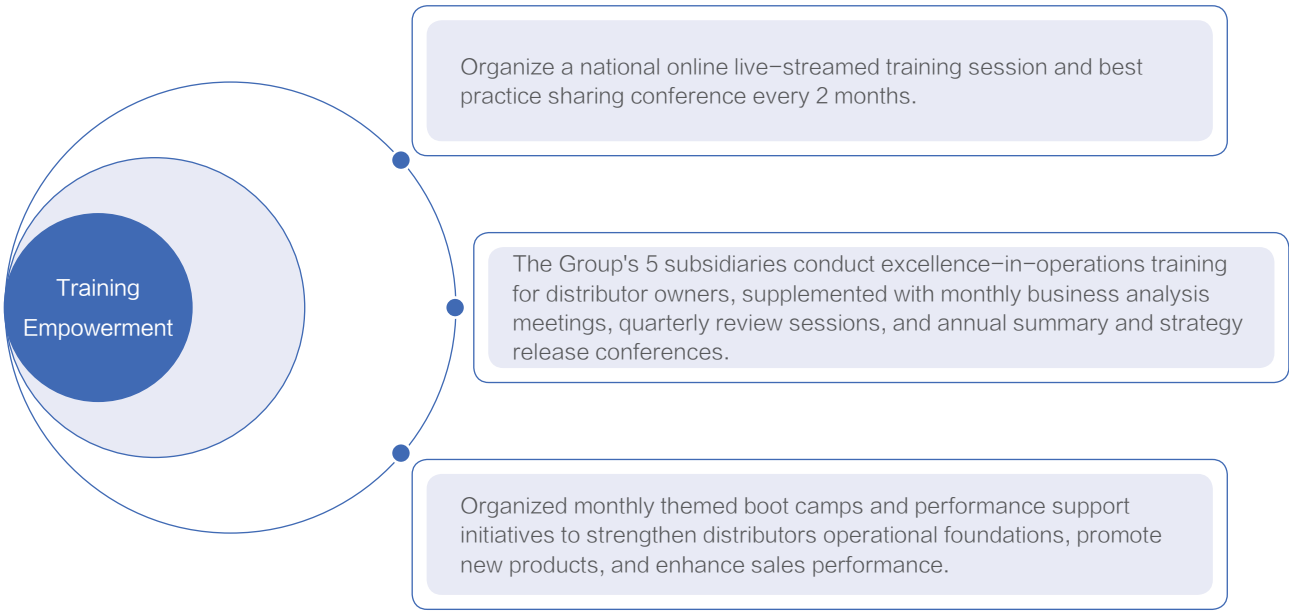 Organize a national online live-streamed training session and best
practice sharing conference every 2 months.
Training
Empowerment
The Group's 5 subsidiaries conduct excellence-in-operations training
for distributor owners, supplemented with monthly business analysis
meetings, quarterly review sessions, and annual summary and strategy
release conferences.
Organized monthly themed boot camps and performance support
initiatives to strengthen distributors operational foundations, promote
new products, and enhance sales performance.